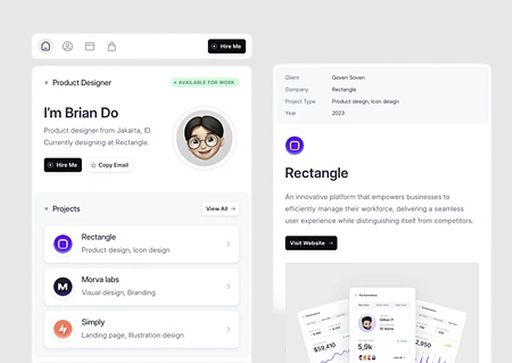 Hire Me
Product Designer
AVAILABLE FOR WORK
I'm Brian Do
Product designer from Jakarta, ID.
Currently designing at Rectangle.
Hire Me
Copy Email
Projects
View All
Rectangle
Product design, Icon design
Morva labs
Visual design, Branding
Simply
Landing page, Illustration design
Client Goven Soven
Company Rectangle
Project Type Product design, Icon design
Year 2023
Rectangle
An innovative platform that empowers businesses to
efficiently manage their workforce, delivering a seamless
user experience while distinguishing itself from competitors.
Visit Website
Performance
$59,410
5,9k
2,950